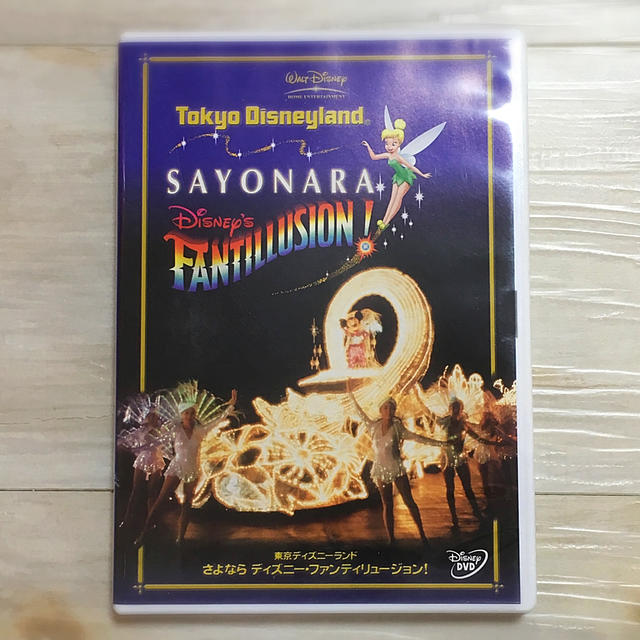 WALT DISNEY
HOME ENTERTAINMENT
Tokyo Disneyland®
SAYONARA
DISNEY'S
FANTILLUSION!
東京ディズニーランド
さよなら ディズニー・ファンティリュージョン!
DISNEY
DVD